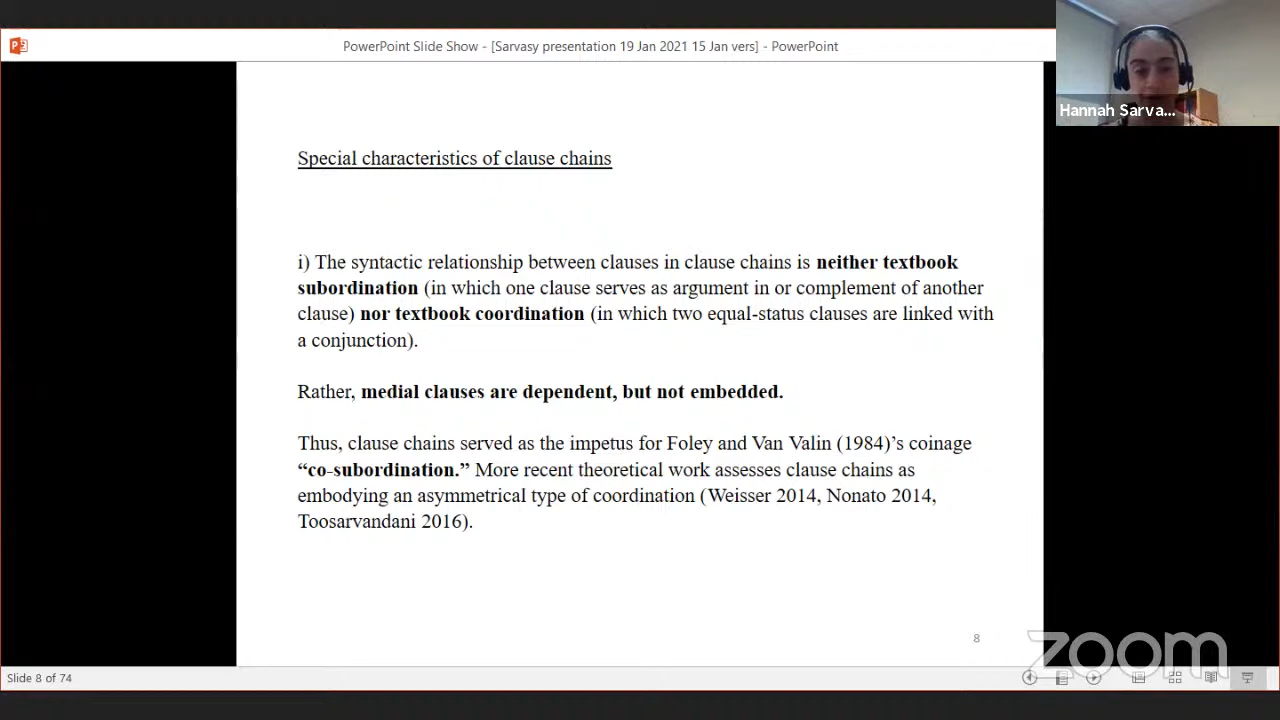 PowerPoint Slide Show - [Sarvasy presentation 19 Jan 2021 15 Jan vers] - PowerPoint
Hannah Sarva...
Special characteristics of clause chains
i) The syntactic relationship between clauses in clause chains is neither textbook
subordination (in which one clause serves as argument in or complement of another
clause) nor textbook coordination (in which two equal-status clauses are linked with
a conjunction).
Rather, medial clauses are dependent, but not embedded.
Thus, clause chains served as the impetus for Foley and Van Valin (1984)’s coinage
“co-subordination.” More recent theoretical work assesses clause chains as
embodying an asymmetrical type of coordination (Weisser 2014, Nonato 2014,
Toosarvandani 2016).
8
zoom
Slide 8 of 74